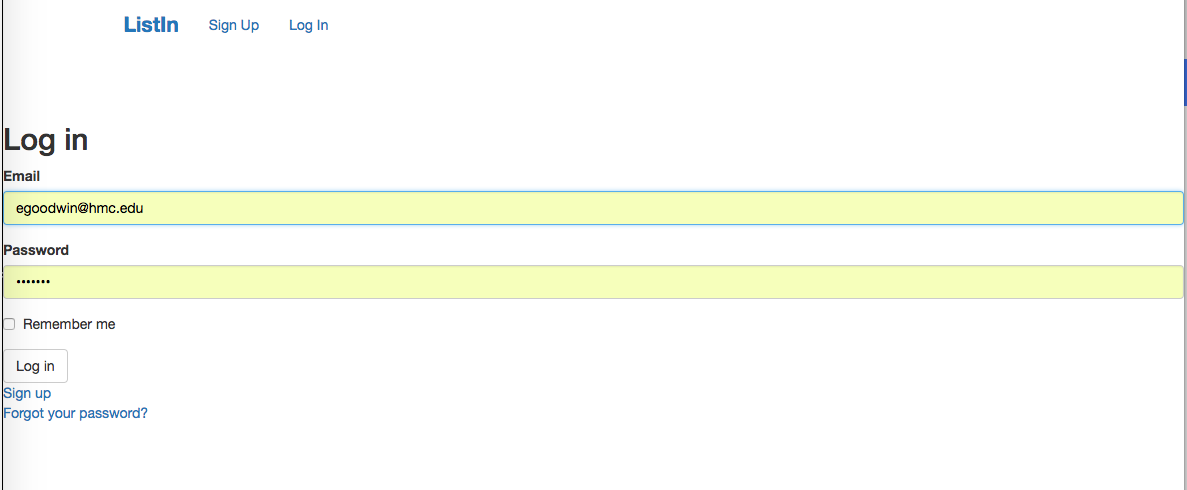 ListIn Sign Up Log In
Log in
Email
egoodwin@hmc.edu
Password
•••••••
Remember me
Log in
Sign up
Forgot your password?